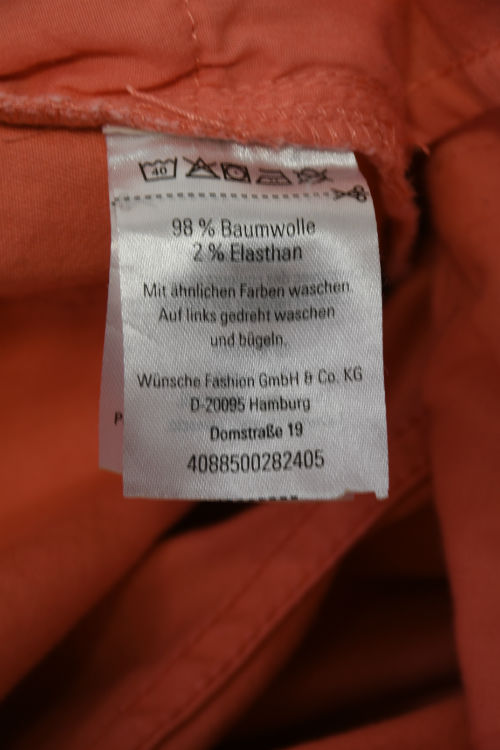 40
98 % Baumwolle
2 % Elasthan
Mit ähnlichen Farben waschen.
Auf links gedreht waschen
und bügeln.
Wünsche Fashion GmbH & Co. KG
D-20095 Hamburg
Domstraße 19
4088500282405
P